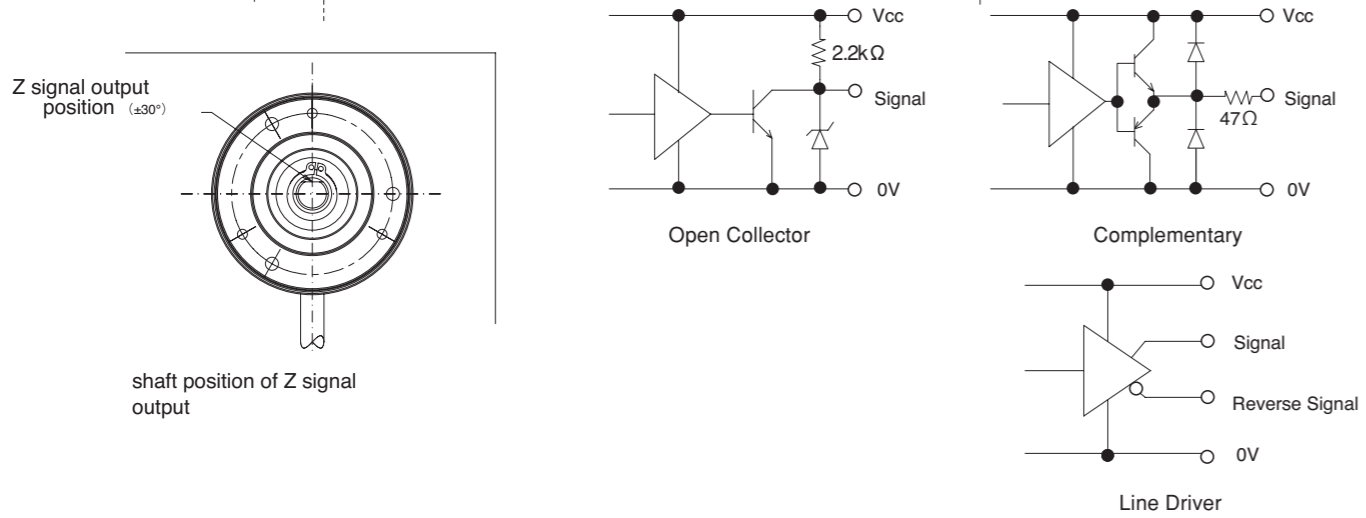 Z signal output
position (±30°)
shaft position of Z signal
output
Vcc
2.2kΩ
Signal
0V
Open Collector
Vcc
Signal
47Ω
0V
Complementary
Vcc
Signal
Reverse Signal
0V
Line Driver